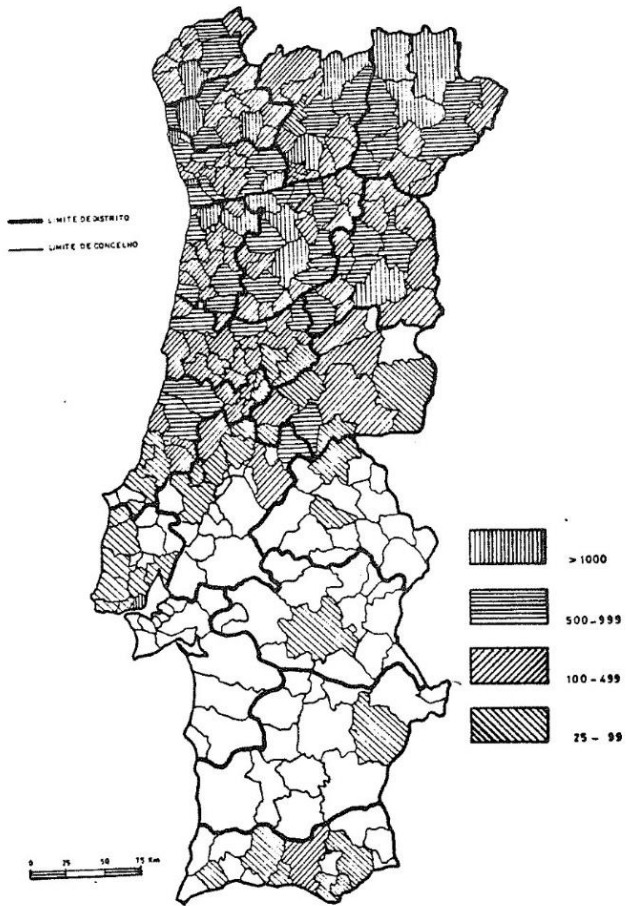 LIMITE DE DISTRITO
LIMITE DE CONCELHO
> 1000
500-999
100-499
25 - 99
0 25 50 75 Km